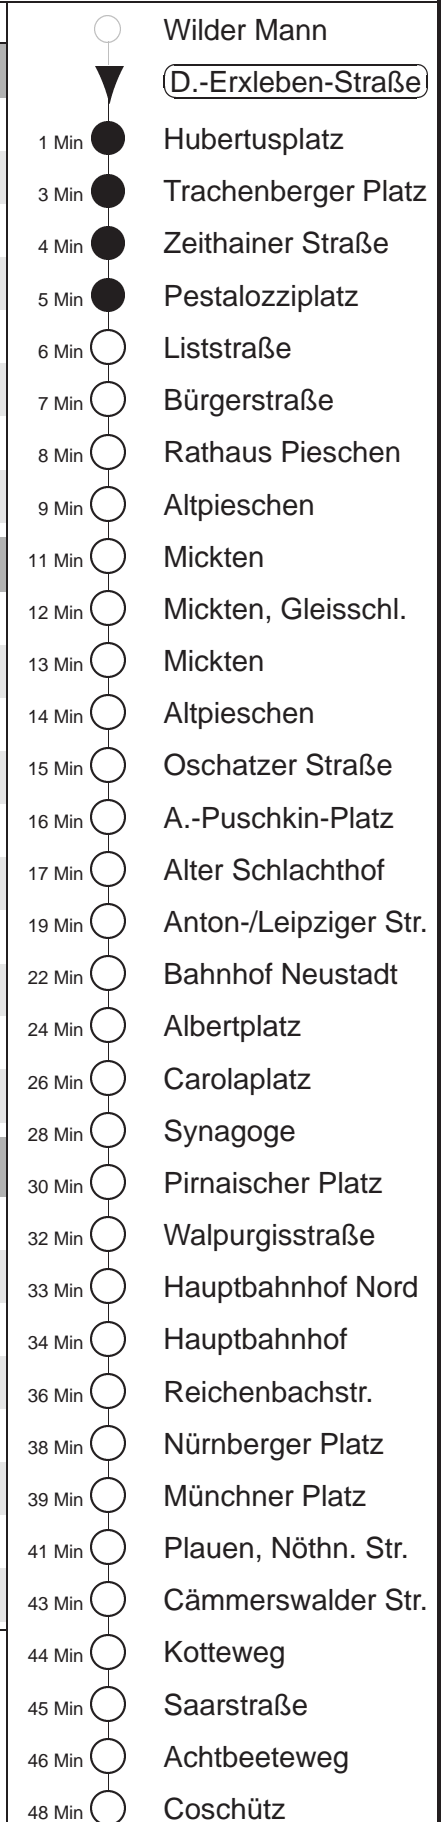 Wilder Mann
D.-Erxleben-Straße
1 Min Hubertusplatz
3 Min Trachenberger Platz
4 Min Zeithainer Straße
5 Min Pestalozziplatz
6 Min Liststraße
7 Min Bürgerstraße
8 Min Rathaus Pieschen
9 Min Altpieschen
11 Min Mickten
12 Min Mickten, Gleisschl.
13 Min Mickten
14 Min Altpieschen
15 Min Oschatzer Straße
16 Min A.-Puschkin-Platz
17 Min Alter Schlachthof
19 Min Anton-/Leipziger Str.
22 Min Bahnhof Neustadt
24 Min Albertplatz
26 Min Carolaplatz
28 Min Synagoge
30 Min Pirnaischer Platz
32 Min Walpurgisstraße
33 Min Hauptbahnhof Nord
34 Min Hauptbahnhof
36 Min Reichenbachstr.
38 Min Nürnberger Platz
39 Min Münchner Platz
41 Min Plauen, Nöthn. Str.
43 Min Cämmerswalder Str.
44 Min Kotteweg
45 Min Saarstraße
46 Min Achtbeeteweg
48 Min Coschütz